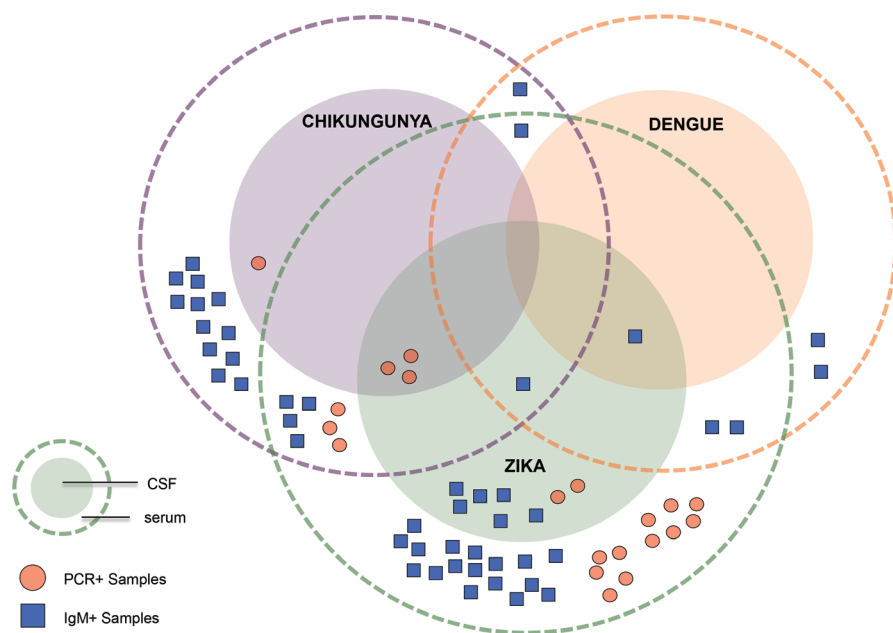 CHIKUNGUNYA
DENGUE
ZIKA
CSF
serum
PCR+ Samples
IgM+ Samples